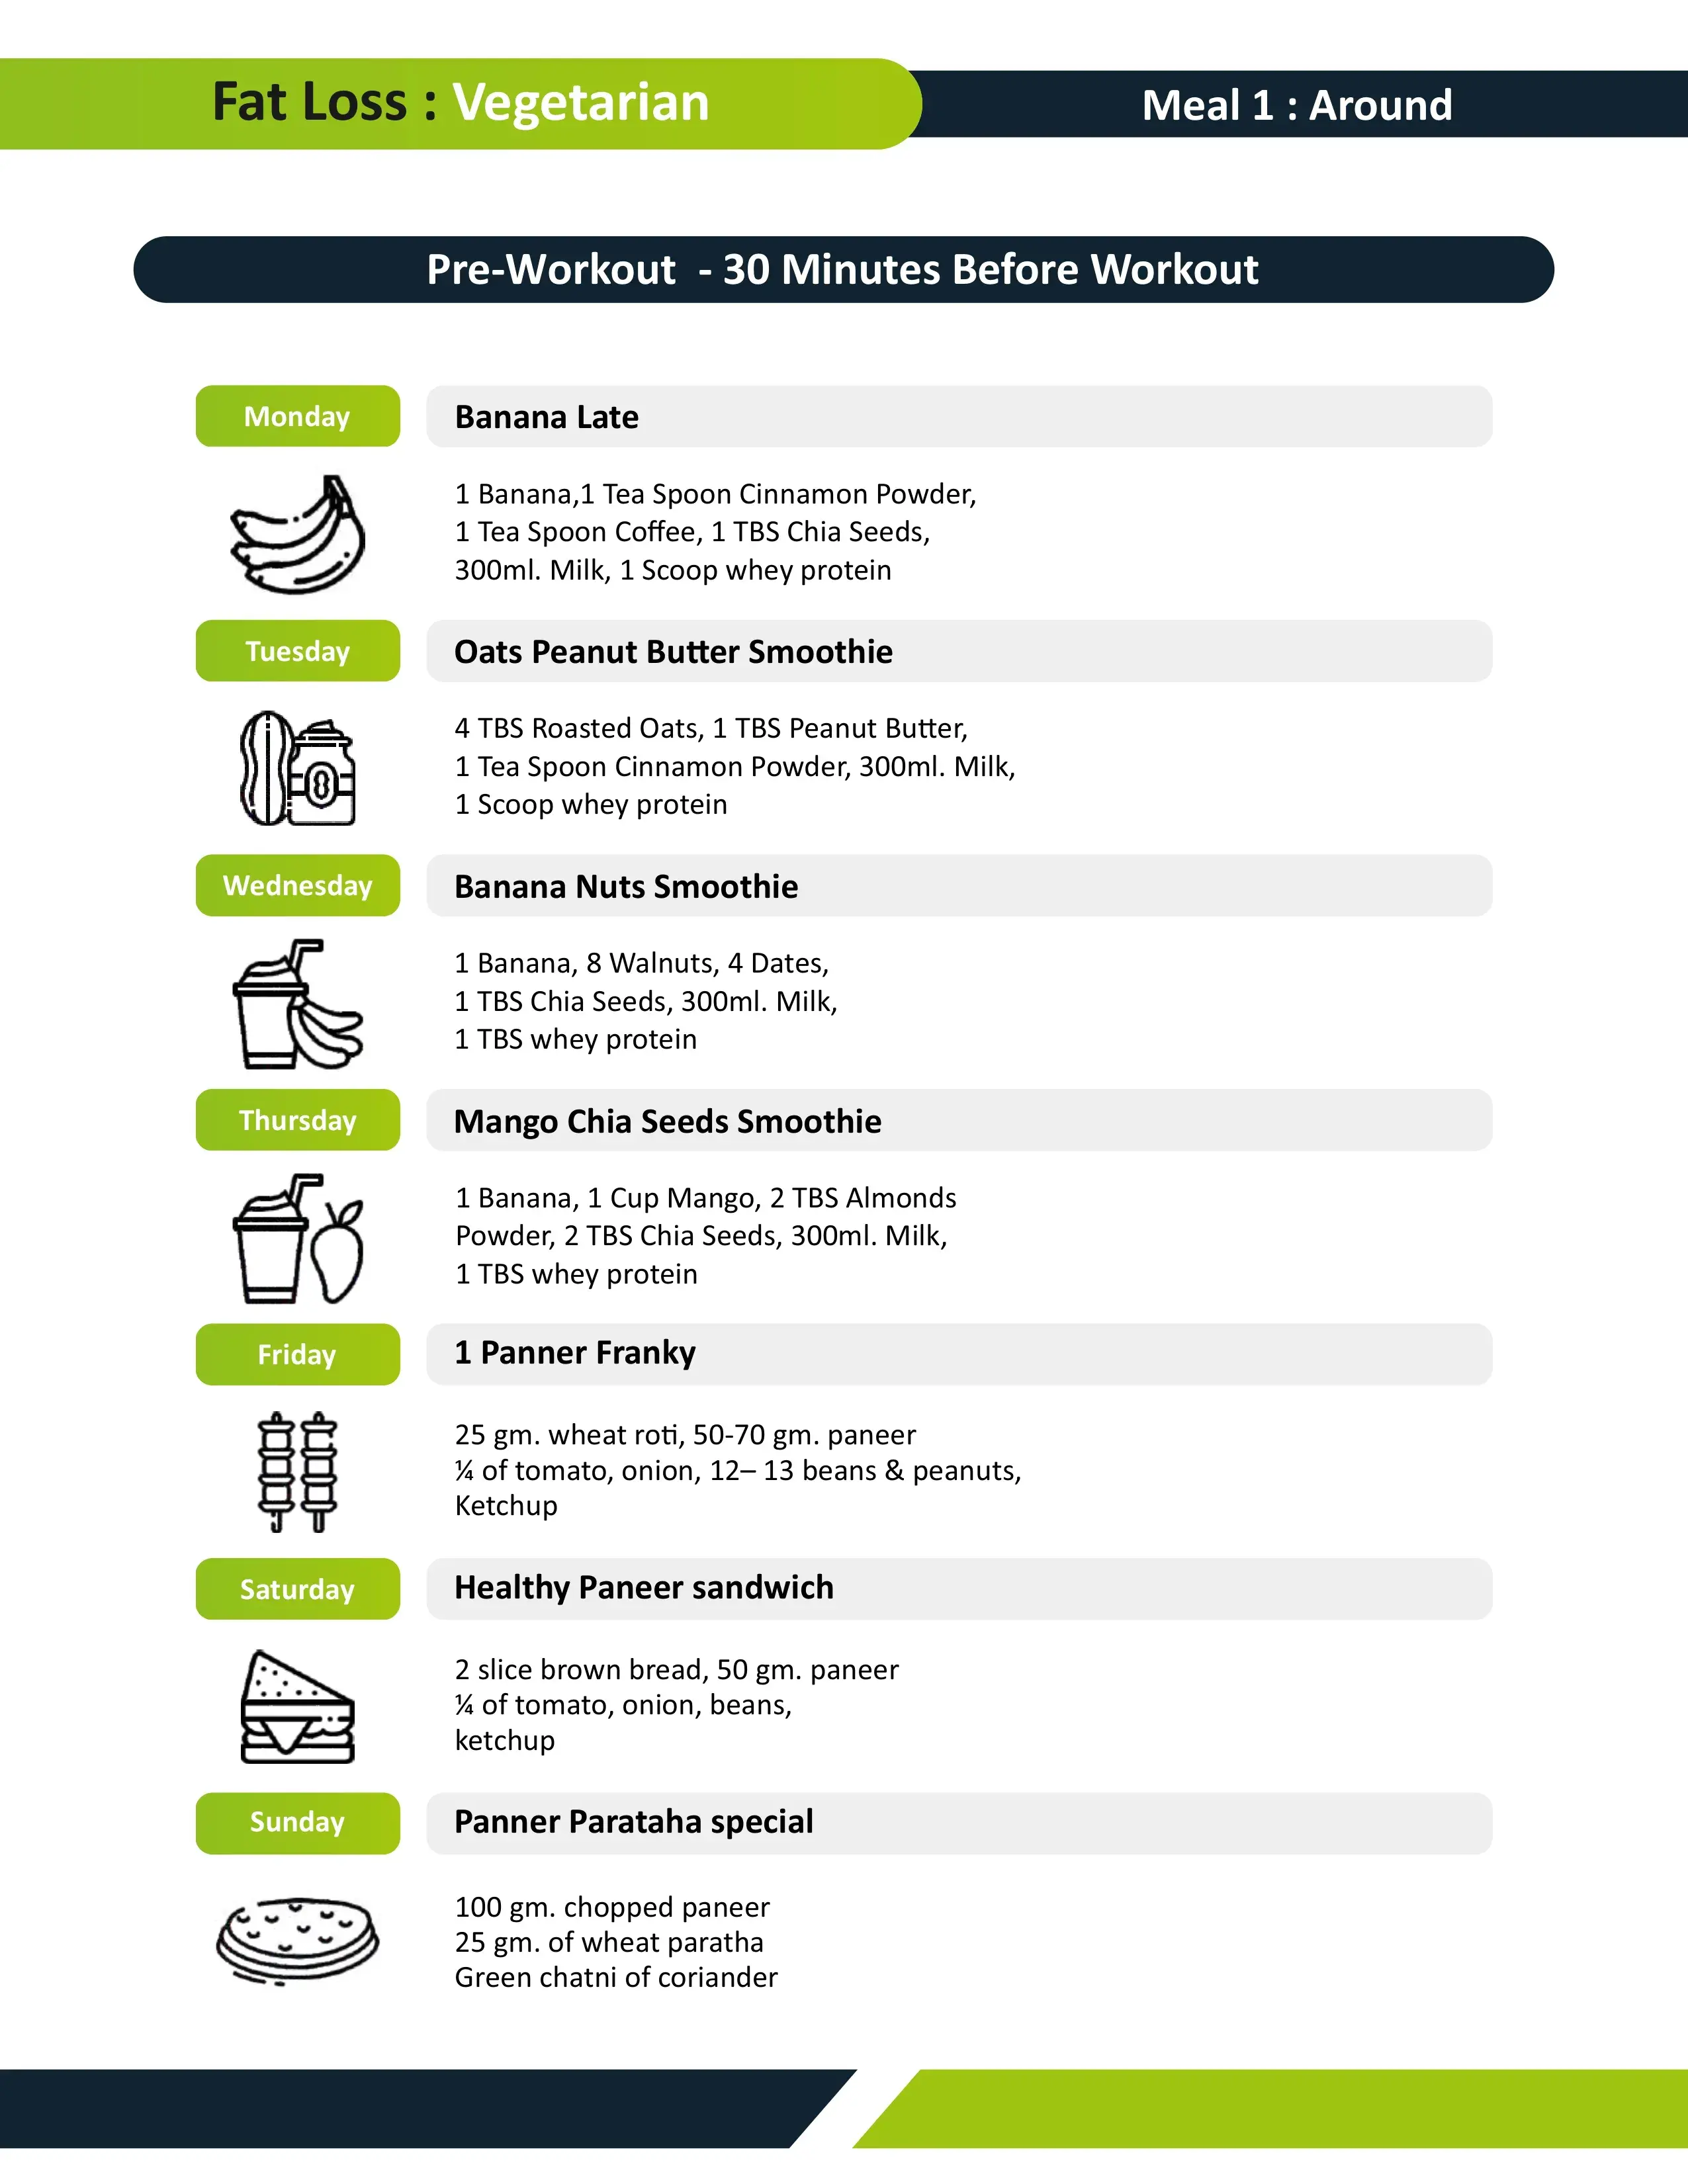 Fat Loss : Vegetarian
Meal 1 : Around
Pre-Workout  - 30 Minutes Before Workout
Monday
Banana Late
1 Banana,1 Tea Spoon Cinnamon Powder,
1 Tea Spoon Coffee, 1 TBS Chia Seeds,
300ml. Milk, 1 Scoop whey protein
Tuesday
Oats Peanut Butter Smoothie
4 TBS Roasted Oats, 1 TBS Peanut Butter,
1 Tea Spoon Cinnamon Powder, 300ml. Milk,
1 Scoop whey protein
Wednesday
Banana Nuts Smoothie
1 Banana, 8 Walnuts, 4 Dates,
1 TBS Chia Seeds, 300ml. Milk,
1 TBS whey protein
Thursday
Mango Chia Seeds Smoothie
1 Banana, 1 Cup Mango, 2 TBS Almonds
Powder, 2 TBS Chia Seeds, 300ml. Milk,
1 TBS whey protein
Friday
1 Panner Franky
25 gm. wheat roti, 50-70 gm. paneer
¼ of tomato, onion, 12– 13 beans & peanuts,
Ketchup
Saturday
Healthy Paneer sandwich
2 slice brown bread, 50 gm. paneer
¼ of tomato, onion, beans,
ketchup
Sunday
Panner Parataha special
100 gm. chopped paneer
25 gm. of wheat paratha
Green chatni of coriander